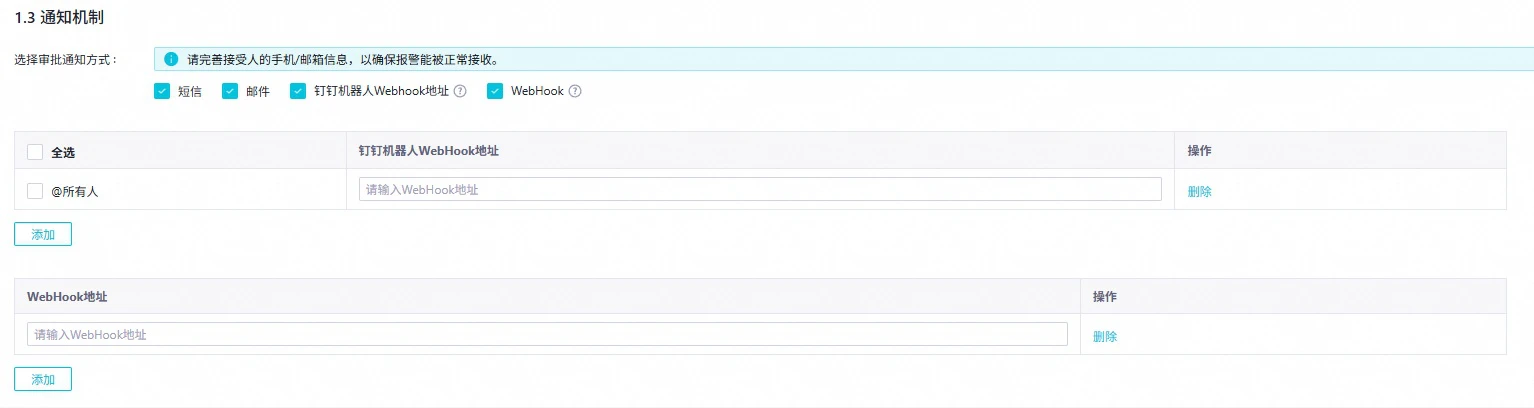 1.3 通知机制
选择审批通知方式：
请完善接受人的手机/邮箱信息，以确保报警能被正常接收。
短信 邮件 钉钉机器人Webhook地址 ? WebHook ?
全选 钉钉机器人WebHook地址 操作
@所有人 请输入WebHook地址 删除
添加
WebHook地址 操作
请输入WebHook地址 删除
添加